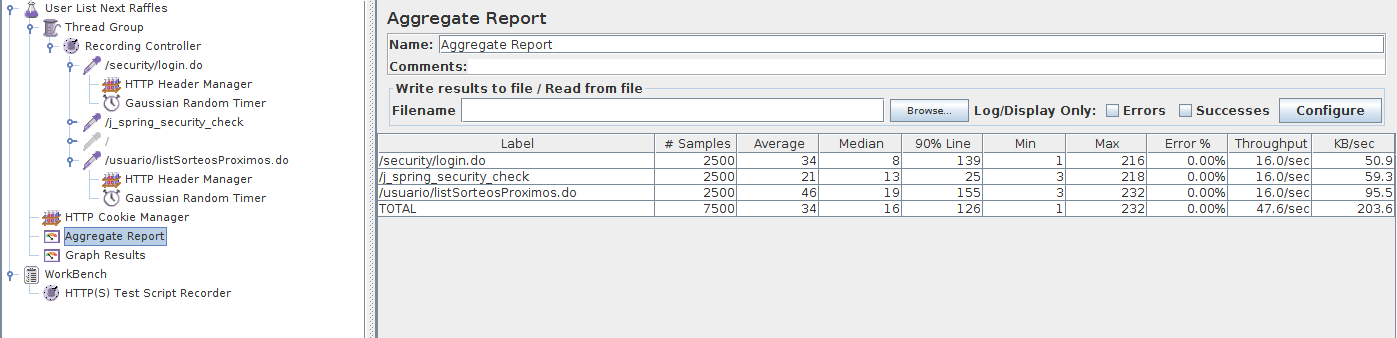 User List Next Raffles
Thread Group
Recording Controller
/security/login.do
HTTP Header Manager
Gaussian Random Timer
/j_spring_security_check
/
/usuario/listSorteosProximos.do
HTTP Header Manager
Gaussian Random Timer
HTTP Cookie Manager
Aggregate Report
Graph Results
WorkBench
HTTP(S) Test Script Recorder
Aggregate Report
Name: Aggregate Report
Comments:
Write results to file / Read from file
Filename Browse... Log/Display Only: Errors Successes Configure
Label # Samples Average Median 90% Line Min Max Error % Throughput KB/sec
/security/login.do 2500 34 8 139 1 216 0.00% 16.0/sec 50.9
/j_spring_security_check 2500 21 13 25 3 218 0.00% 16.0/sec 59.3
/usuario/listSorteosProximos.do 2500 46 19 155 3 232 0.00% 16.0/sec 95.5
TOTAL 7500 34 16 126 1 232 0.00% 47.6/sec 203.6